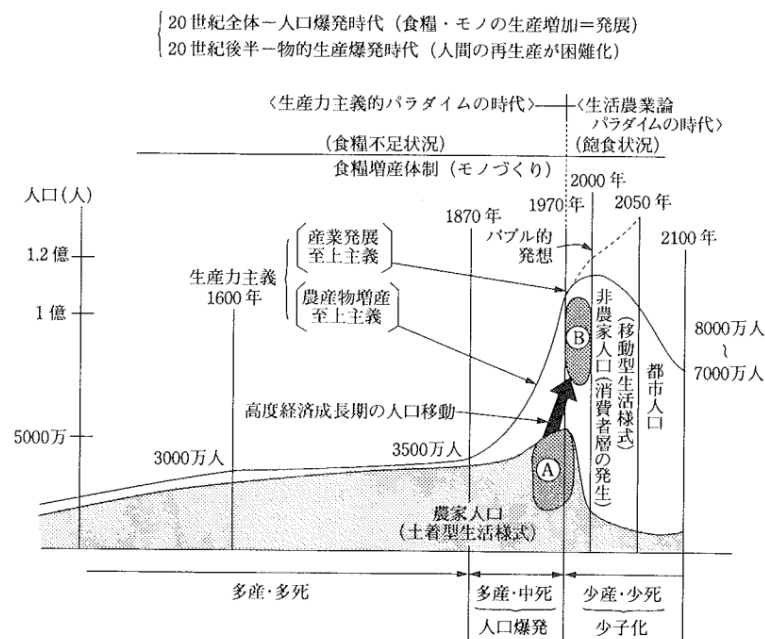 20世紀全体－人口爆発時代（食糧・モノの生産増加＝発展）
20世紀後半－物的生産爆発時代（人間の再生産が困難化）
〈生産力主義的パラダイムの時代〉
〈生活農業論
パラダイムの時代〉
（食糧不足状況）
（飽食状況）
食糧増産体制（モノづくり）
人口（人）
1.2億
1億
5000万
1600年
1870年
1970年
2000年
2050年
2100年
バブル的
発想
生産力主義
産業発展
至上主義
農産物増産
至上主義
高度経済成長期の人口移動
3000万人
3500万人
8000万人
〜
7000万人
Ⓐ
Ⓑ
非農家人口（消費者層の発生）
（移動型生活様式）
都市人口
農家人口
（土着型生活様式）
多産・多死
多産・中死
少産・少死
人口爆発
少子化